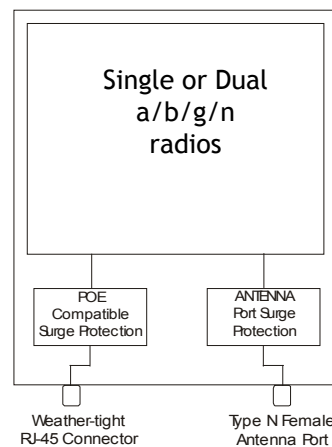 Single or Dual
a/b/g/n
radios
POE
Compatible
Surge Protection
ANTENNA
Port Surge
Protection
Weather-tight
RJ-45 Connector
Type N Female
Antenna Port